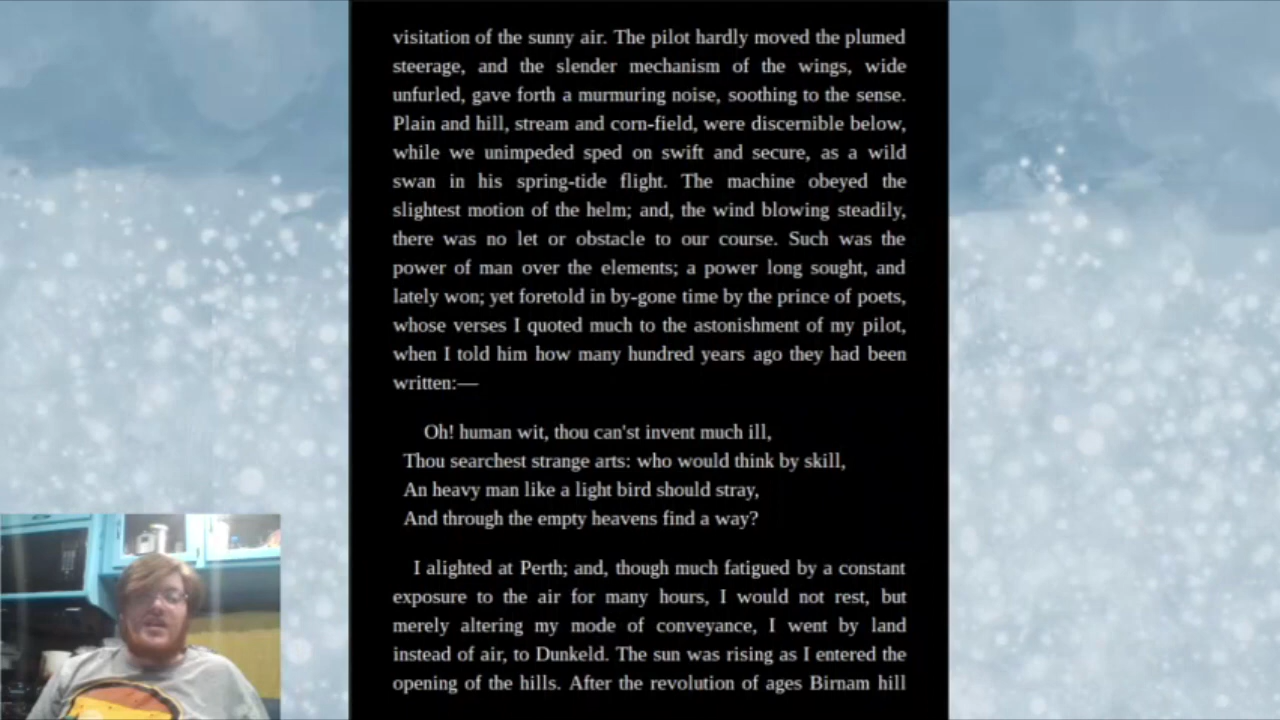 visitation of the sunny air. The pilot hardly moved the plumed
steerage, and the slender mechanism of the wings, wide
unfurled, gave forth a murmuring noise, soothing to the sense.
Plain and hill, stream and corn-field, were discernible below,
while we unimpeded sped on swift and secure, as a wild
swan in his spring-tide flight. The machine obeyed the
slightest motion of the helm; and, the wind blowing steadily,
there was no let or obstacle to our course. Such was the
power of man over the elements; a power long sought, and
lately won; yet foretold in by-gone time by the prince of poets,
whose verses I quoted much to the astonishment of my pilot,
when I told him how many hundred years ago they had been
written:—
Oh! human wit, thou can'st invent much ill,
Thou searchest strange arts: who would think by skill,
An heavy man like a light bird should stray,
And through the empty heavens find a way?
I alighted at Perth; and, though much fatigued by a constant
exposure to the air for many hours, I would not rest, but
merely altering my mode of conveyance, I went by land
instead of air, to Dunkeld. The sun was rising as I entered the
opening of the hills. After the revolution of ages Birnam hill